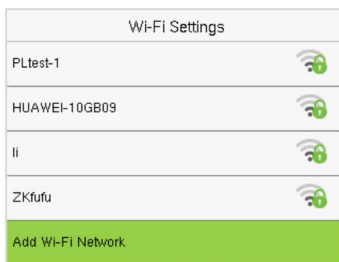 Wi-Fi Settings
PLtest-1
HUAWEI-10GB09
li
ZKfufu
Add Wi-Fi Network